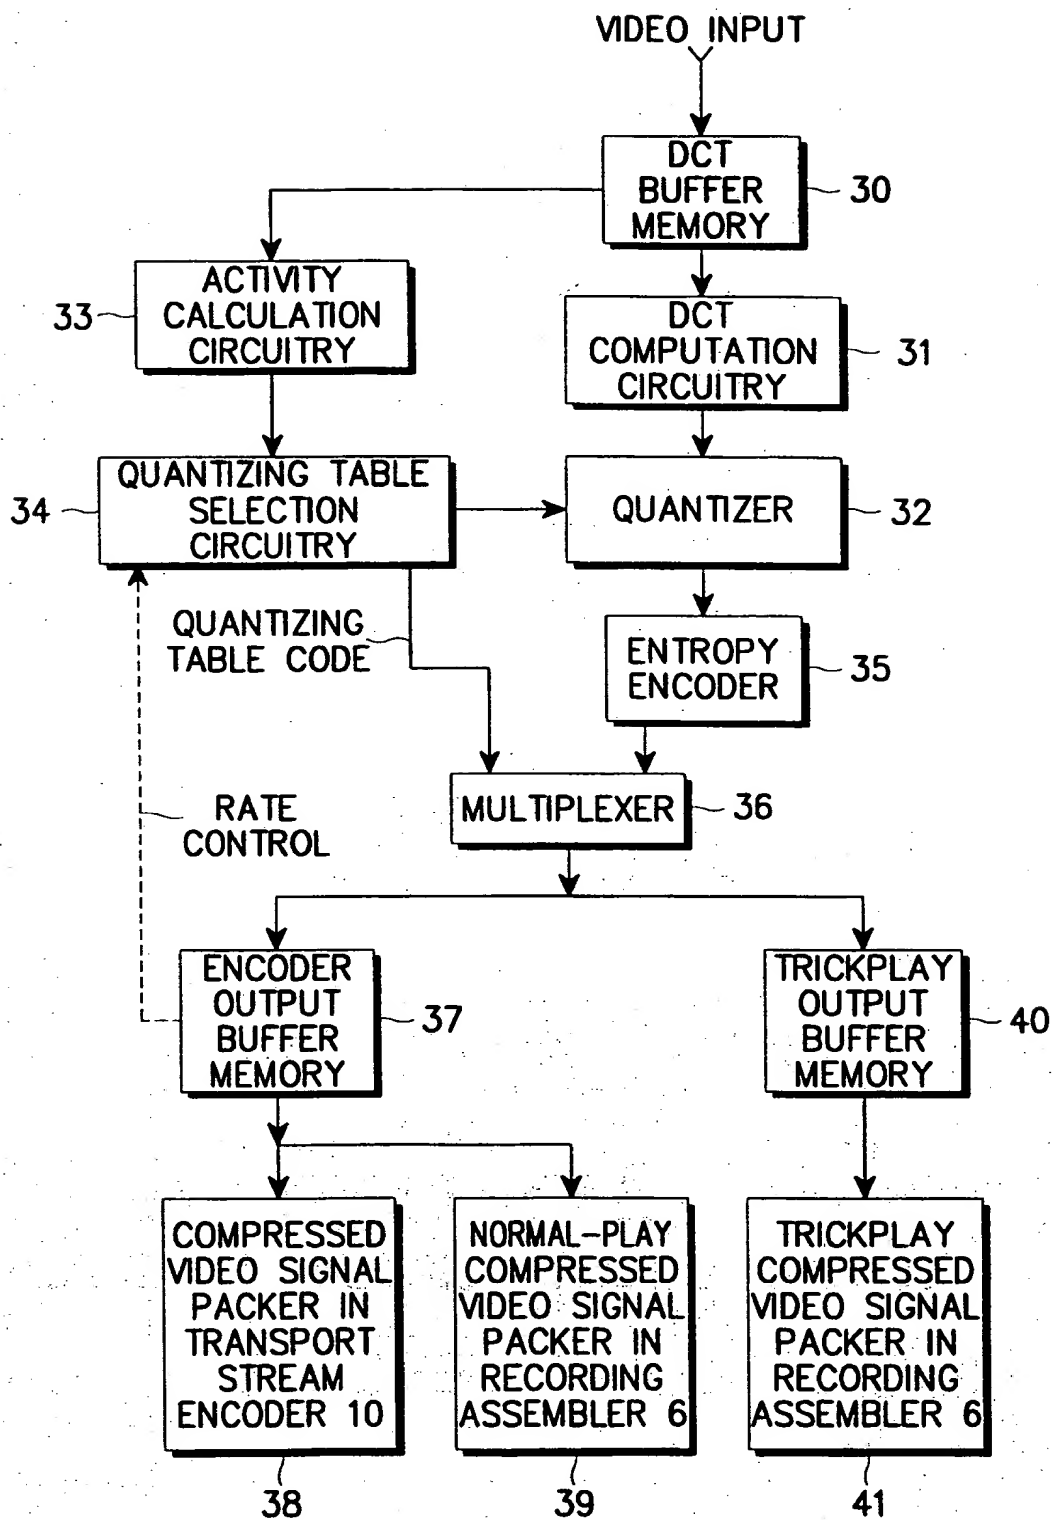 VIDEO INPUT
DCT
BUFFER
MEMORY
30
ACTIVITY
CALCULATION
CIRCUITRY
33
DCT
COMPUTATION
CIRCUITRY
31
QUANTIZING TABLE
SELECTION
CIRCUITRY
34
QUANTIZER
32
QUANTIZING
TABLE CODE
ENTROPY
ENCODER
35
MULTIPLEXER
36
RATE
CONTROL
ENCODER
OUTPUT
BUFFER
MEMORY
37
TRICKPLAY
OUTPUT
BUFFER
MEMORY
40
COMPRESSED
VIDEO SIGNAL
PACKER IN
TRANSPORT
STREAM
ENCODER 10
38
NORMAL-PLAY
COMPRESSED
VIDEO SIGNAL
PACKER IN
RECORDING
ASSEMBLER 6
39
TRICKPLAY
COMPRESSED
VIDEO SIGNAL
PACKER IN
RECORDING
ASSEMBLER 6
41